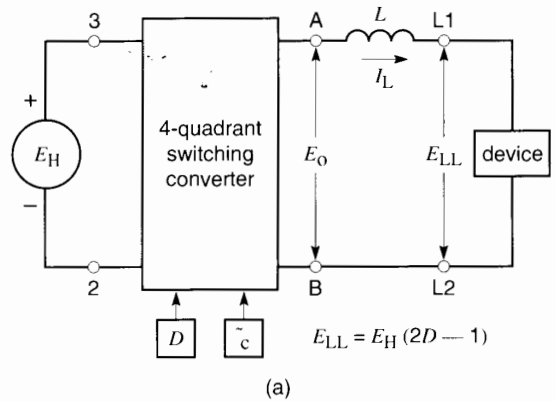 3
A
L
L1
I_L
+
E_H
−
4-quadrant
switching
converter
E_o
E_LL
device
2
B
L2
D
~c
E_LL = E_H (2D — 1)
(a)